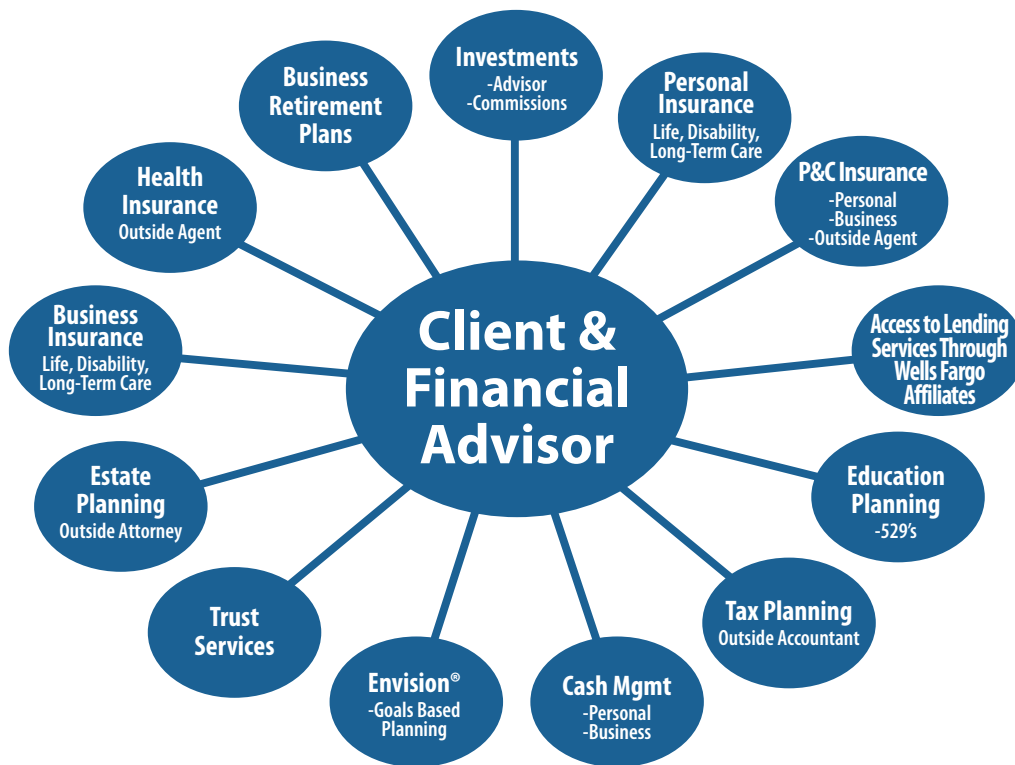 Client &
Financial
Advisor
Investments
-Advisor
-Commissions
Personal
Insurance
Life, Disability,
Long-Term Care
P&C Insurance
-Personal
-Business
-Outside Agent
Access to Lending
Services Through
Wells Fargo
Affiliates
Education
Planning
-529's
Tax Planning
Outside Accountant
Cash Mgmt
-Personal
-Business
Envision®
-Goals Based
Planning
Trust
Services
Estate
Planning
Outside Attorney
Business
Insurance
Life, Disability,
Long-Term Care
Health
Insurance
Outside Agent
Business
Retirement
Plans